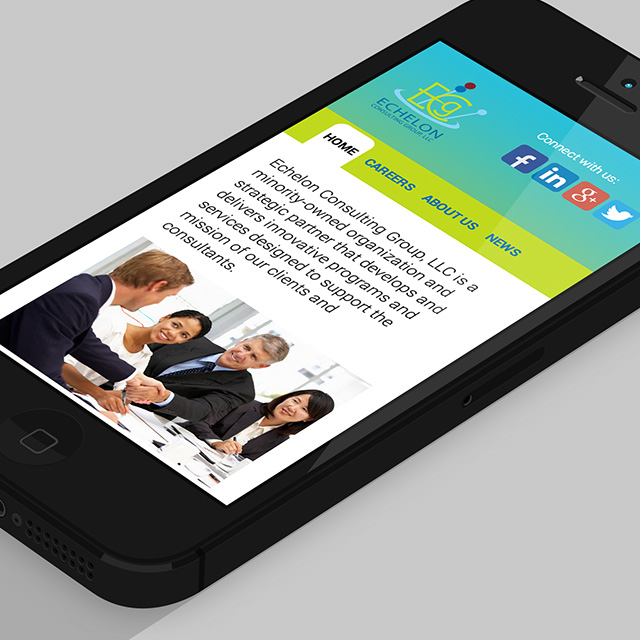 Ecg
ECHELON
CONSULTING GROUP, LLC
Connect with us:
f
in
g+
HOME
CAREERS
ABOUT US
NEWS
Echelon Consulting Group, LLC is a
minority-owned organization and
strategic partner that develops and
delivers innovative programs and
services designed to support the
mission of our clients and
consultants.